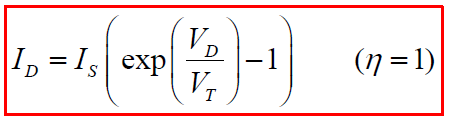 I_D = I_S ( exp ( V_D / V_T ) − 1 )   (η = 1)